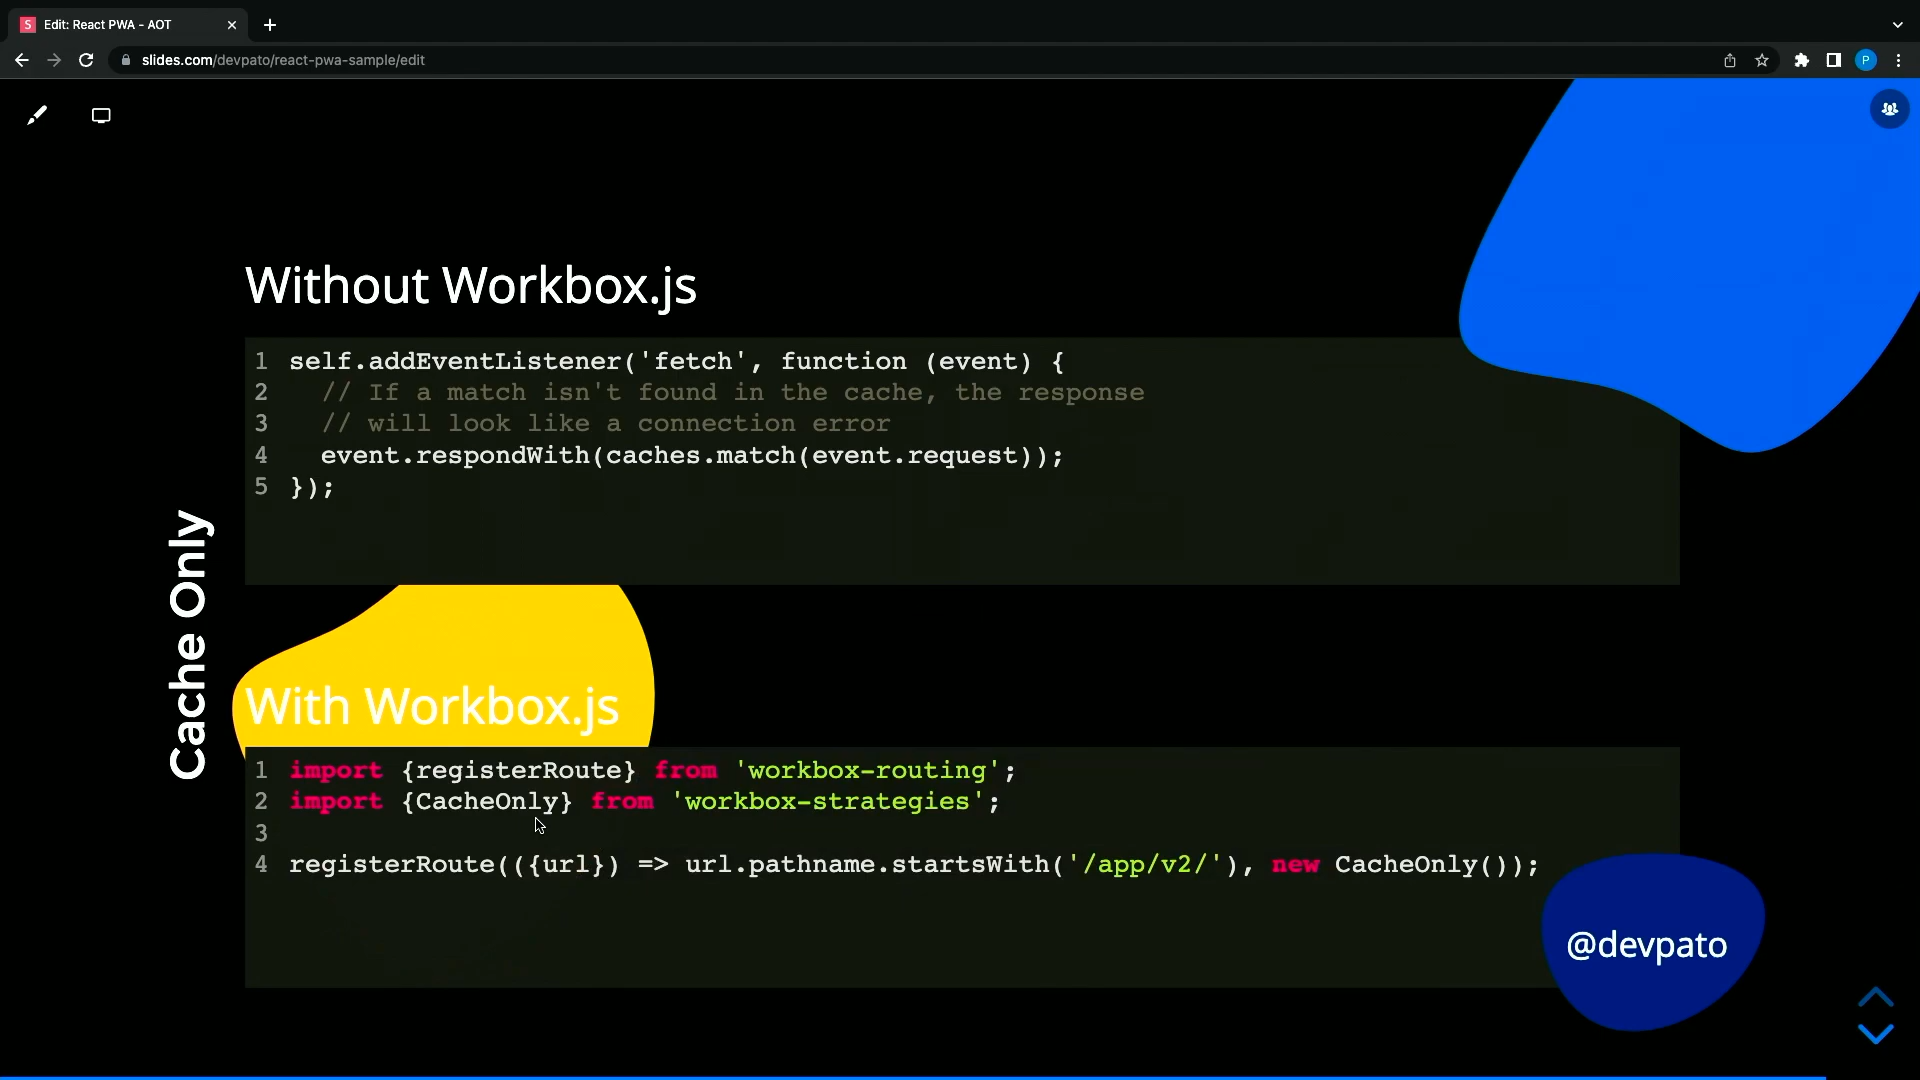 Edit: React PWA - AOT
slides.com/devpato/react-pwa-sample/edit
P
Without Workbox.js
1 self.addEventListener('fetch', function (event) {
2   // If a match isn't found in the cache, the response
3   // will look like a connection error
4   event.respondWith(caches.match(event.request));
5 });
Cache Only
With Workbox.js
1 import {registerRoute} from 'workbox-routing';
2 import {CacheOnly} from 'workbox-strategies';
3
4 registerRoute(({url}) => url.pathname.startsWith('/app/v2/'), new CacheOnly());
@devpato